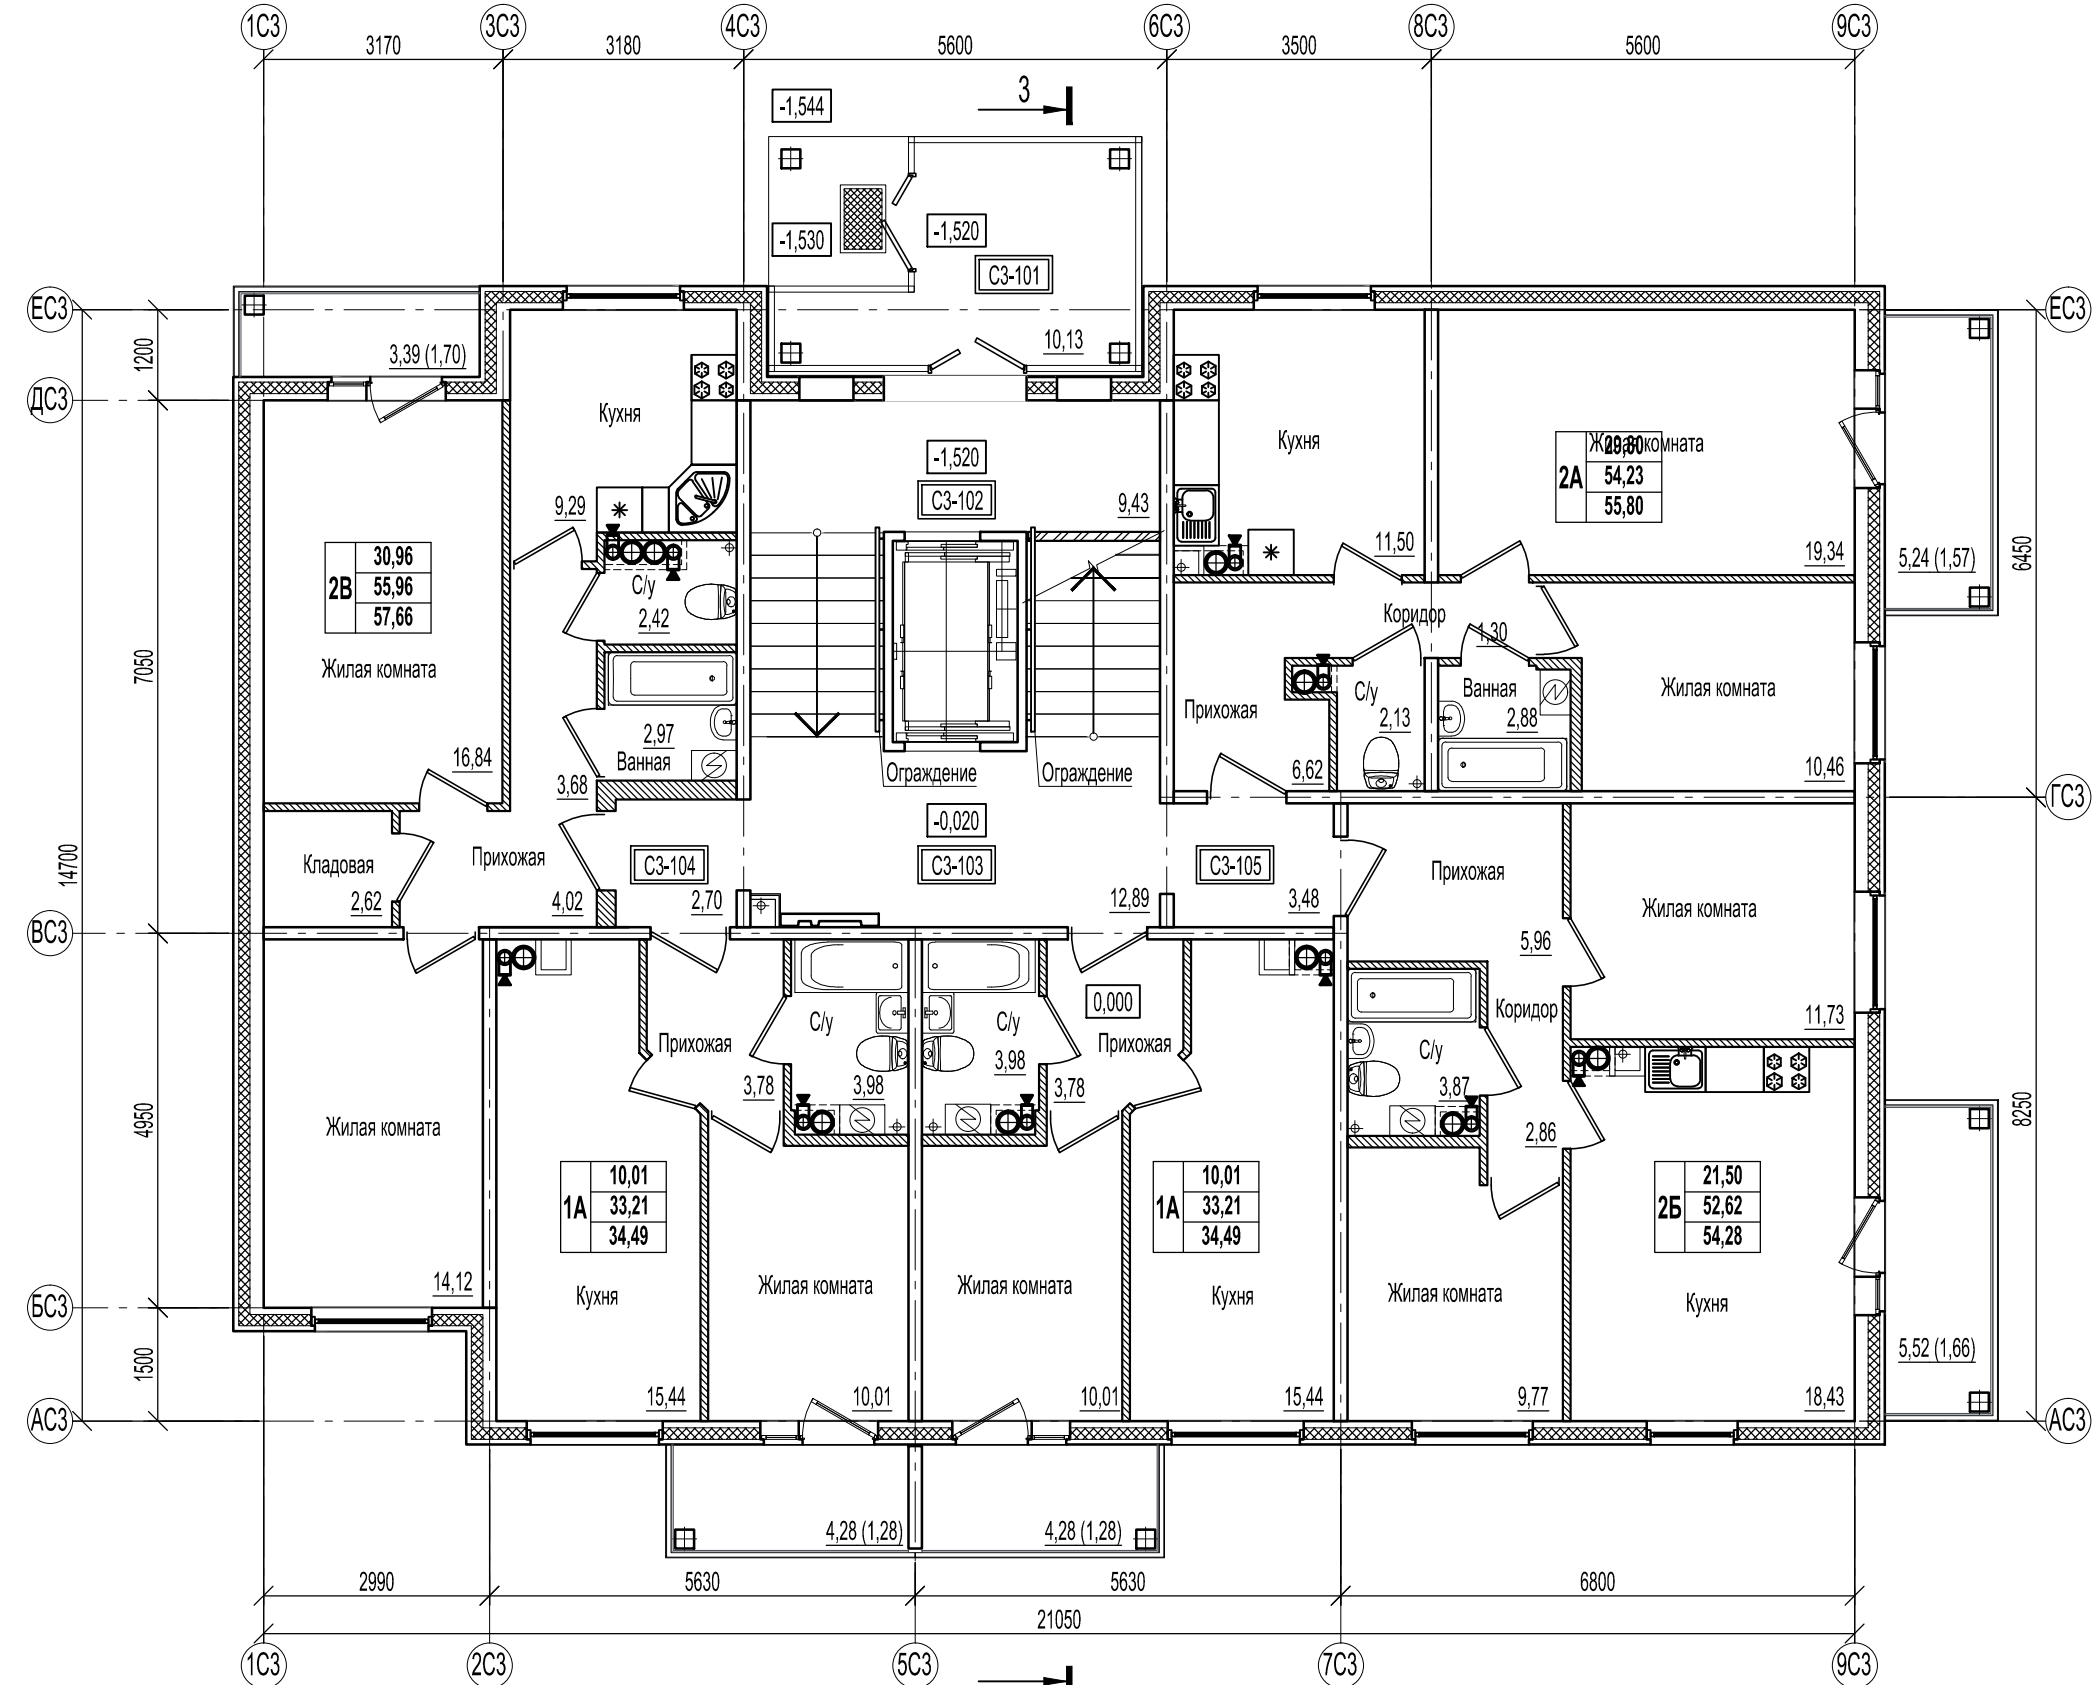 1С3 3С3 4С3 6С3 8С3 9С3
3170 3180 5600 3500 5600
3
-1,544
-1,530 -1,520
С3-101
ЕС3 ЕС3
10,13
3,39 (1,70)
1200
ДС3
Кухня
Кухня
Жилая комната
-1,520
2А
29,80
54,23
55,80
С3-102
9,29 9,43
11,50 19,34
5,24 (1,57)
6450
2В
30,96
55,96
57,66
С/у
2,42
Коридор
1,30
Жилая комната
7050
С/у
Ванная
Жилая комната
Прихожая
2,13 2,88
2,97
Ванная
16,84
3,68
Ограждение Ограждение
6,62 10,46
ГС3
-0,020
Кладовая
Прихожая
С3-104 С3-103 С3-105
Прихожая
14700
2,62 4,02 2,70 12,89 3,48
Жилая комната
ВС3
5,96
0,000
Коридор
11,73
С/у С/у
Прихожая Прихожая
С/у
3,78 3,98 3,98 3,78
3,87
Жилая комната
4950
8250
2,86
1А
10,01
33,21
34,49
1А
10,01
33,21
34,49
2Б
21,50
52,62
54,28
14,12
Кухня
Жилая комната Жилая комната
Кухня
Жилая комната
Кухня
БС3
1500
5,52 (1,66)
15,44 10,01 10,01 15,44 9,77 18,43
АС3 АС3
4,28 (1,28) 4,28 (1,28)
2990 5630 5630 6800
21050
1С3 2С3 5С3 7С3 9С3